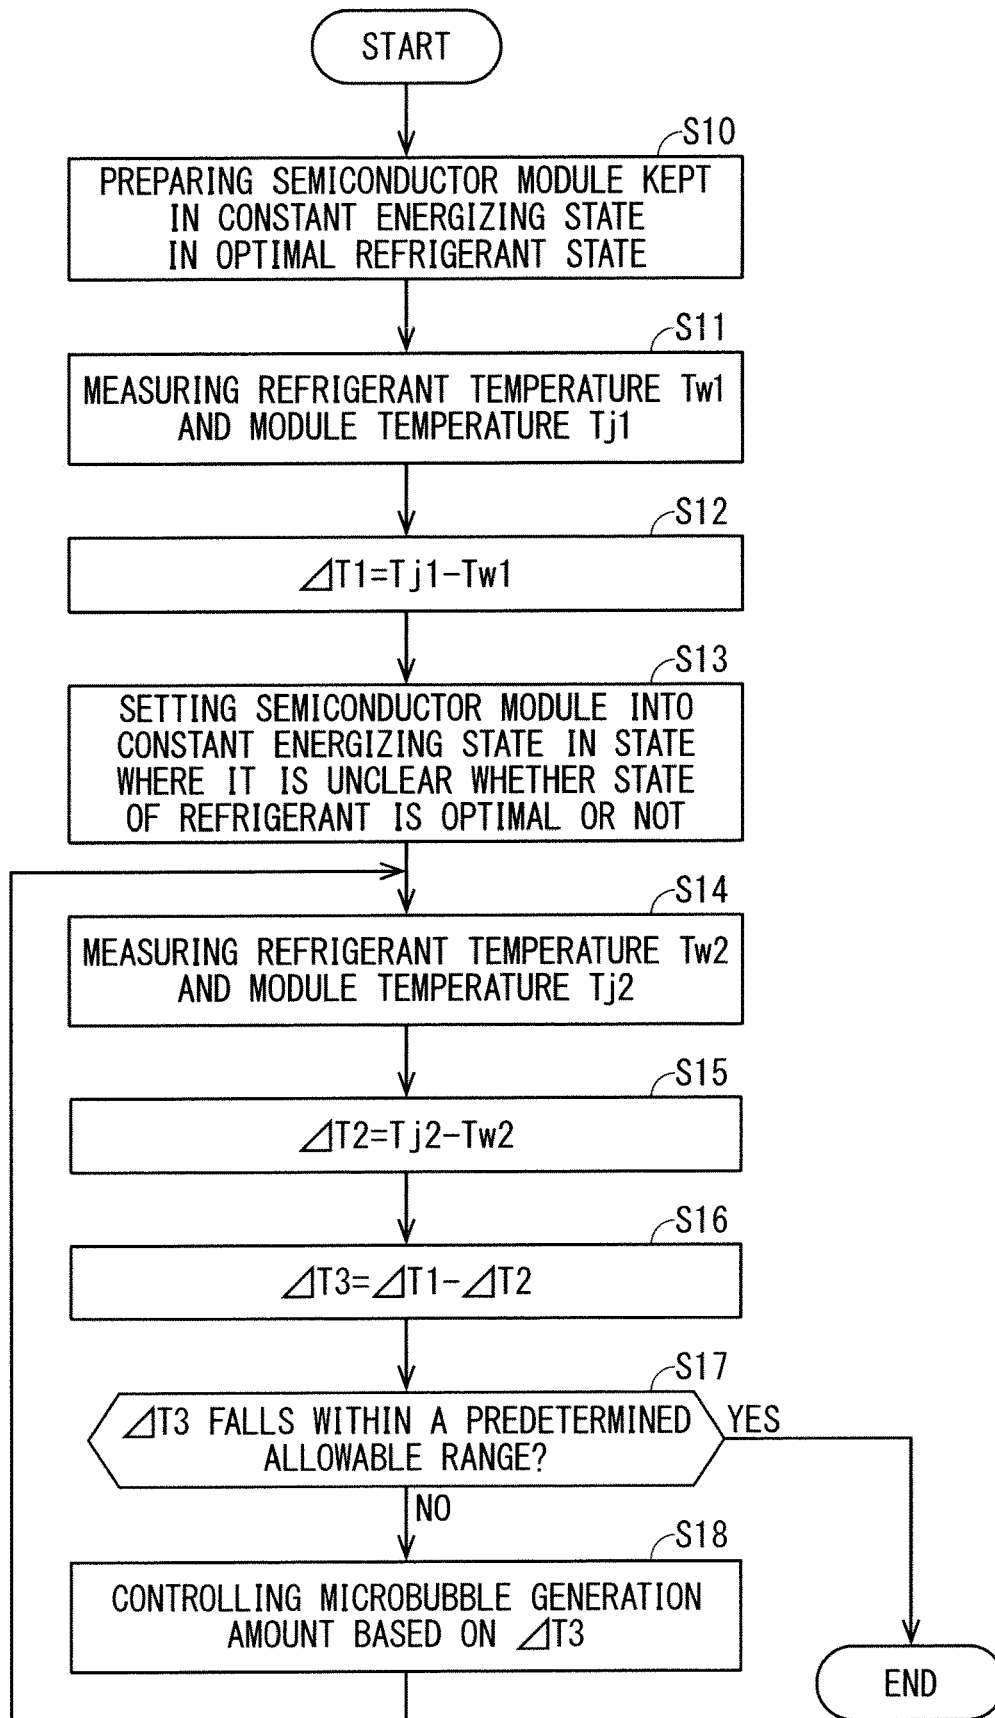 START
S10
PREPARING SEMICONDUCTOR MODULE KEPT
IN CONSTANT ENERGIZING STATE
IN OPTIMAL REFRIGERANT STATE
S11
MEASURING REFRIGERANT TEMPERATURE Tw1
AND MODULE TEMPERATURE Tj1
S12
⊿T1=Tj1-Tw1
S13
SETTING SEMICONDUCTOR MODULE INTO
CONSTANT ENERGIZING STATE IN STATE
WHERE IT IS UNCLEAR WHETHER STATE
OF REFRIGERANT IS OPTIMAL OR NOT
S14
MEASURING REFRIGERANT TEMPERATURE Tw2
AND MODULE TEMPERATURE Tj2
S15
⊿T2=Tj2-Tw2
S16
⊿T3=⊿T1-⊿T2
S17
⊿T3 FALLS WITHIN A PREDETERMINED
ALLOWABLE RANGE?
YES
NO
S18
CONTROLLING MICROBUBBLE GENERATION
AMOUNT BASED ON ⊿T3
END